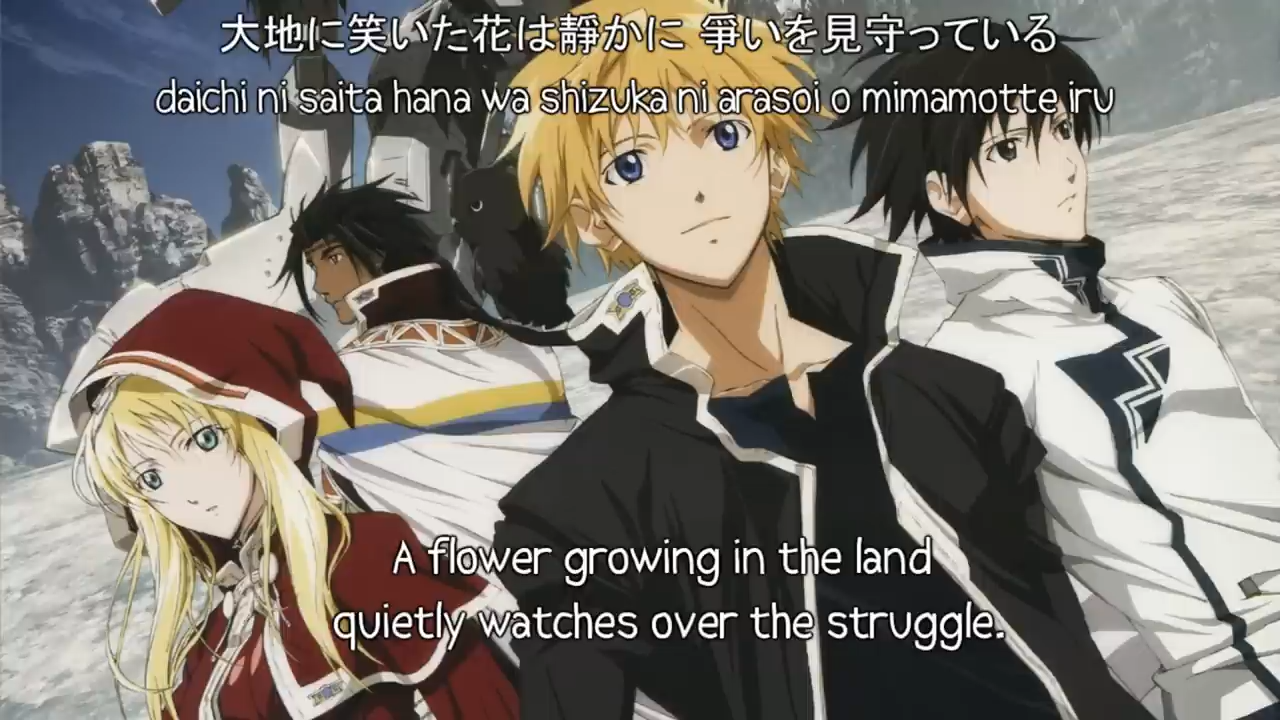 大地に笑いた花は靜かに 爭いを見守っている
daichi ni saita hana wa shizuka ni arasoi o mimamotte iru
A flower growing in the land
quietly watches over the struggle.